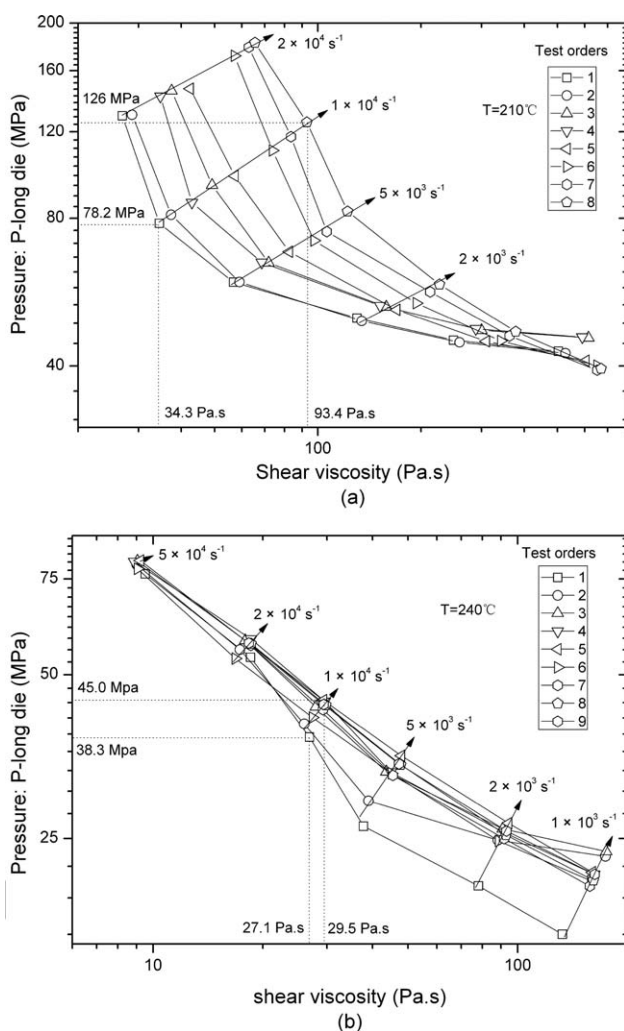 200
160
120
80
40
Pressure: P-long die (MPa)
126 MPa
78.2 MPa
2 × 10⁴ s⁻¹
1 × 10⁴ s⁻¹
5 × 10³ s⁻¹
2 × 10³ s⁻¹
T=210℃
Test orders
1
2
3
4
5
6
7
8
34.3 Pa.s
93.4 Pa.s
100
Shear viscosity (Pa.s)
(a)
75
50
25
Pressure: P-long die (MPa)
45.0 Mpa
38.3 Mpa
5 × 10⁴ s⁻¹
2 × 10⁴ s⁻¹
1 × 10⁴ s⁻¹
5 × 10³ s⁻¹
2 × 10³ s⁻¹
1 × 10³ s⁻¹
T=240℃
Test orders
1
2
3
4
5
6
7
8
9
27.1 Pa.s
29.5 Pa.s
10
100
shear viscosity (Pa.s)
(b)